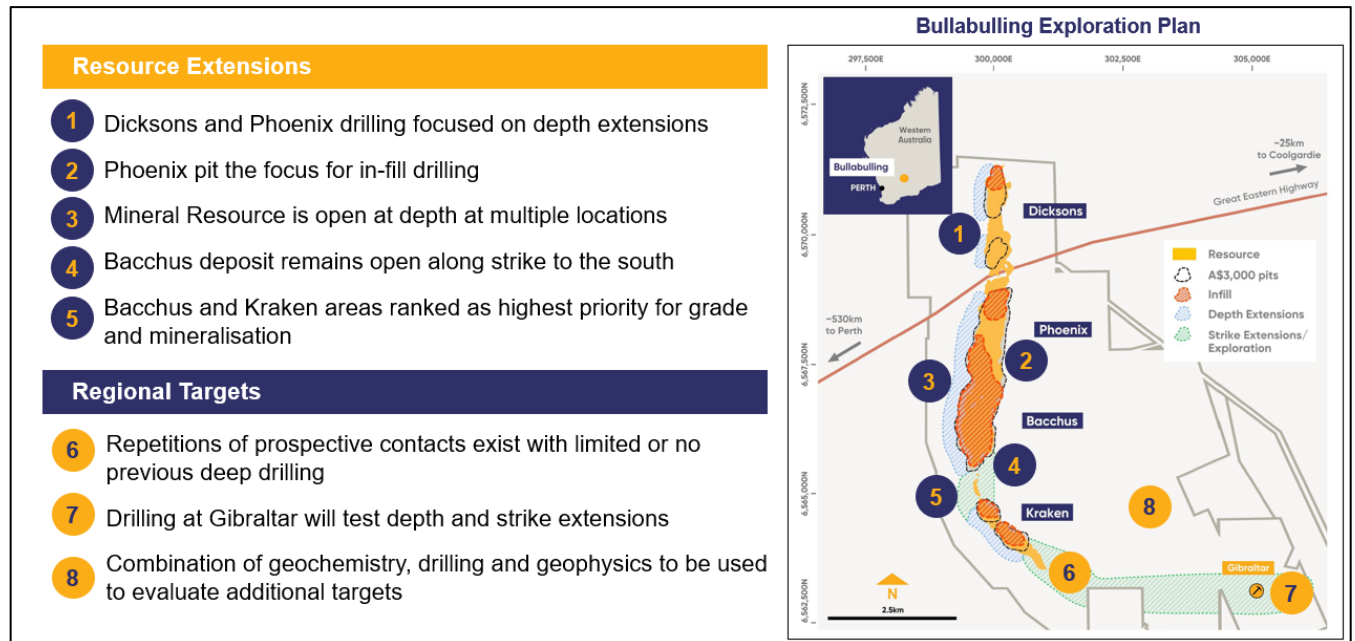 Bullabulling Exploration Plan
Resource Extensions
1 Dicksons and Phoenix drilling focused on depth extensions
2 Phoenix pit the focus for in-fill drilling
3 Mineral Resource is open at depth at multiple locations
4 Bacchus deposit remains open along strike to the south
5 Bacchus and Kraken areas ranked as highest priority for grade
and mineralisation
Regional Targets
6 Repetitions of prospective contacts exist with limited or no
previous deep drilling
7 Drilling at Gibraltar will test depth and strike extensions
8 Combination of geochemistry, drilling and geophysics to be used
to evaluate additional targets
297,500E
300,000E
302,500E
305,000E
6,572,500N
6,570,000N
6,567,500N
6,565,000N
6,562,500N
Western
Australia
Bullabulling
PERTH
~25km
to Coolgardie
Great Eastern Highway
~530km
to Perth
Dicksons
1
Resource
A$3,000 pits
Infill
Depth Extensions
Strike Extensions/
Exploration
Phoenix
2
3
Bacchus
4
5
Kraken
8
6
Gibraltar
7
N
2.5km